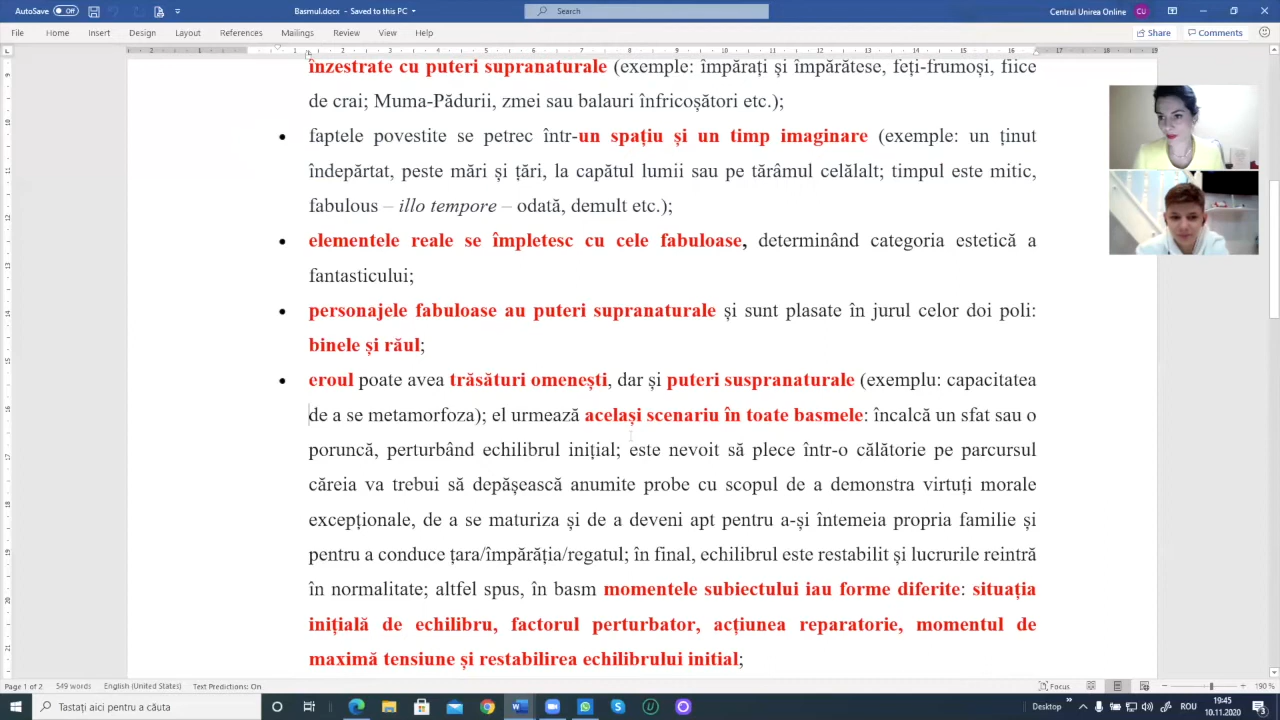 AutoSave Off Basmul.docx - Saved to this PC Search Centrul Unirea Online
File Home Insert Design Layout References Mailings Review View Help Share Comments
înzestrate cu puteri supranaturale (exemple: împărați și împărătese, feți-frumoși, fiice
de crai; Muma-Pădurii, zmei sau balauri înfricoșători etc.);
• faptele povestite se petrec într-un spațiu și un timp imaginare (exemple: un ținut
îndepărtat, peste mări și țări, la capătul lumii sau pe tărâmul celălalt; timpul este mitic,
fabulous – illo tempore – odată, demult etc.);
• elementele reale se împletesc cu cele fabuloase, determinând categoria estetică a
fantasticului;
• personajele fabuloase au puteri supranaturale și sunt plasate în jurul celor doi poli:
binele și răul;
• eroul poate avea trăsături omenești, dar și puteri suspranaturale (exemplu: capacitatea
de a se metamorfoza); el urmează același scenariu în toate basmele: încalcă un sfat sau o
poruncă, perturbând echilibrul inițial; este nevoit să plece într-o călătorie pe parcursul
căreia va trebui să depășească anumite probe cu scopul de a demonstra virtuți morale
excepționale, de a se maturiza și de a deveni apt pentru a-și întemeia propria familie și
pentru a conduce țara/împărăția/regatul; în final, echilibrul este restabilit și lucrurile reintră
în normalitate; altfel spus, în basm momentele subiectului iau forme diferite: situația
inițială de echilibru, factorul perturbator, acțiunea reparatorie, momentul de
maximă tensiune și restabilirea echilibrului initial;
Page 1 of 2 549 words English (United States) Text Predictions: On Focus 190 %
Tastați aici pentru a căuta Desktop ROU 19:45
10.11.2020